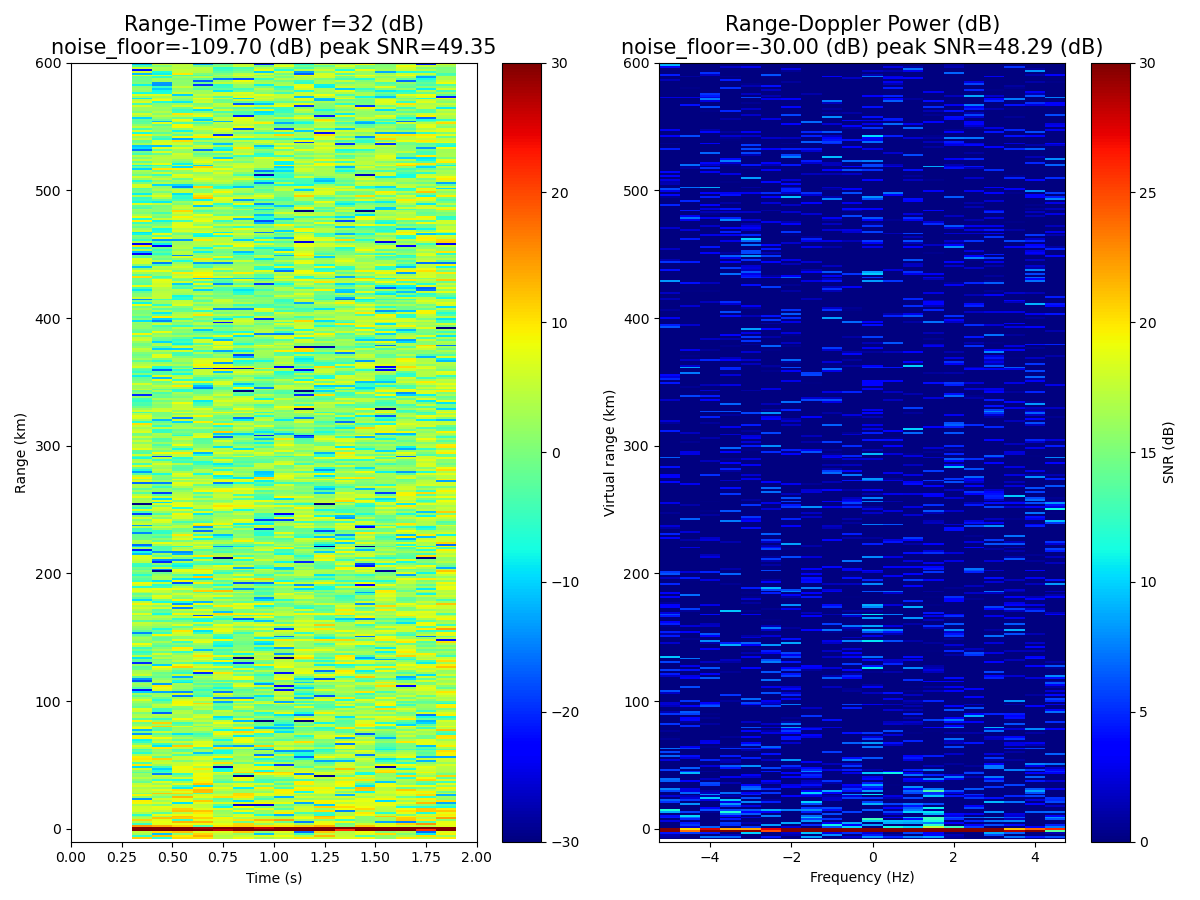 Range-Time Power f=32 (dB)
noise_floor=-109.70 (dB) peak SNR=49.35
600
500
400
300
200
100
0
Range (km)
0.00 0.25 0.50 0.75 1.00 1.25 1.50 1.75 2.00
Time (s)
30
20
10
0
−10
−20
−30
Range-Doppler Power (dB)
noise_floor=-30.00 (dB) peak SNR=48.29 (dB)
600
500
400
300
200
100
0
Virtual range (km)
−4 −2 0 2 4
Frequency (Hz)
30
25
20
15
10
5
0
SNR (dB)